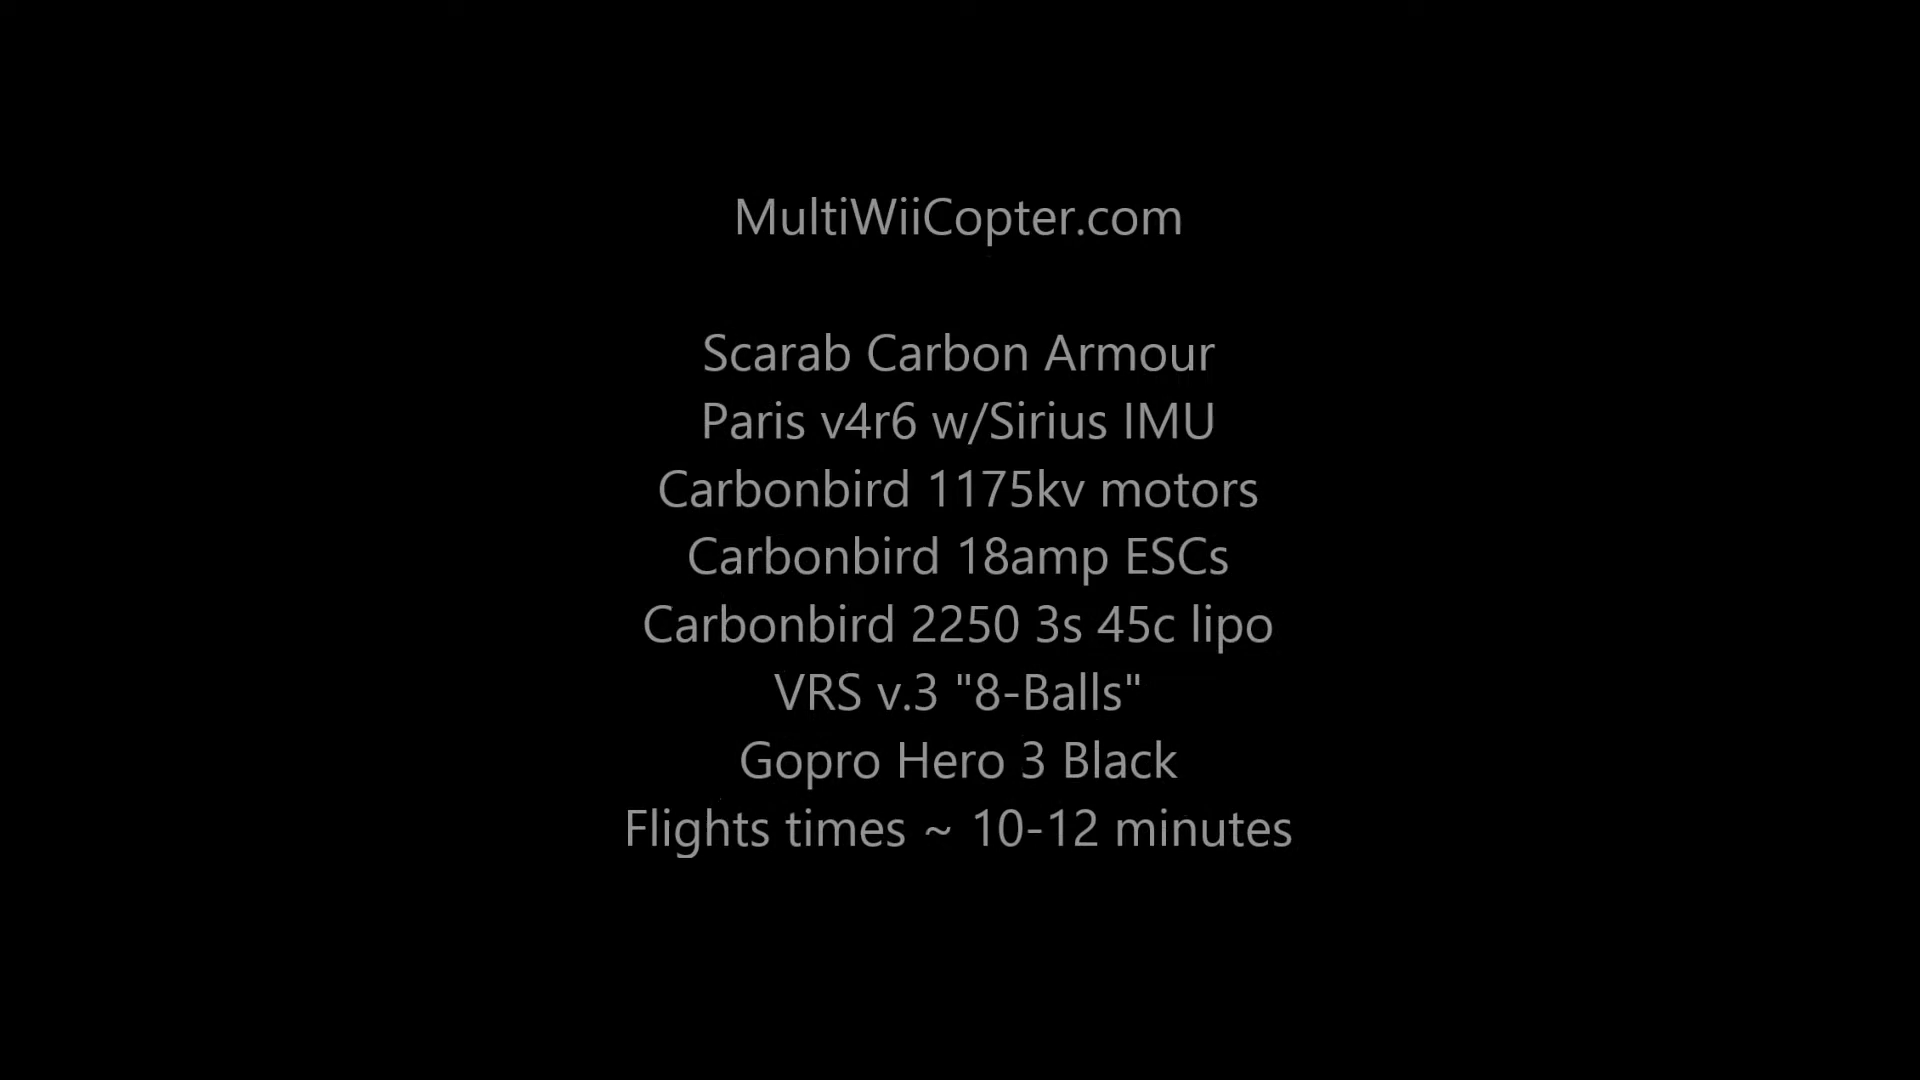 MultiWiiCopter.com
Scarab Carbon Armour
Paris v4r6 w/Sirius IMU
Carbonbird 1175kv motors
Carbonbird 18amp ESCs
Carbonbird 2250 3s 45c lipo
VRS v.3 "8-Balls"
Gopro Hero 3 Black
Flights times ~ 10-12 minutes